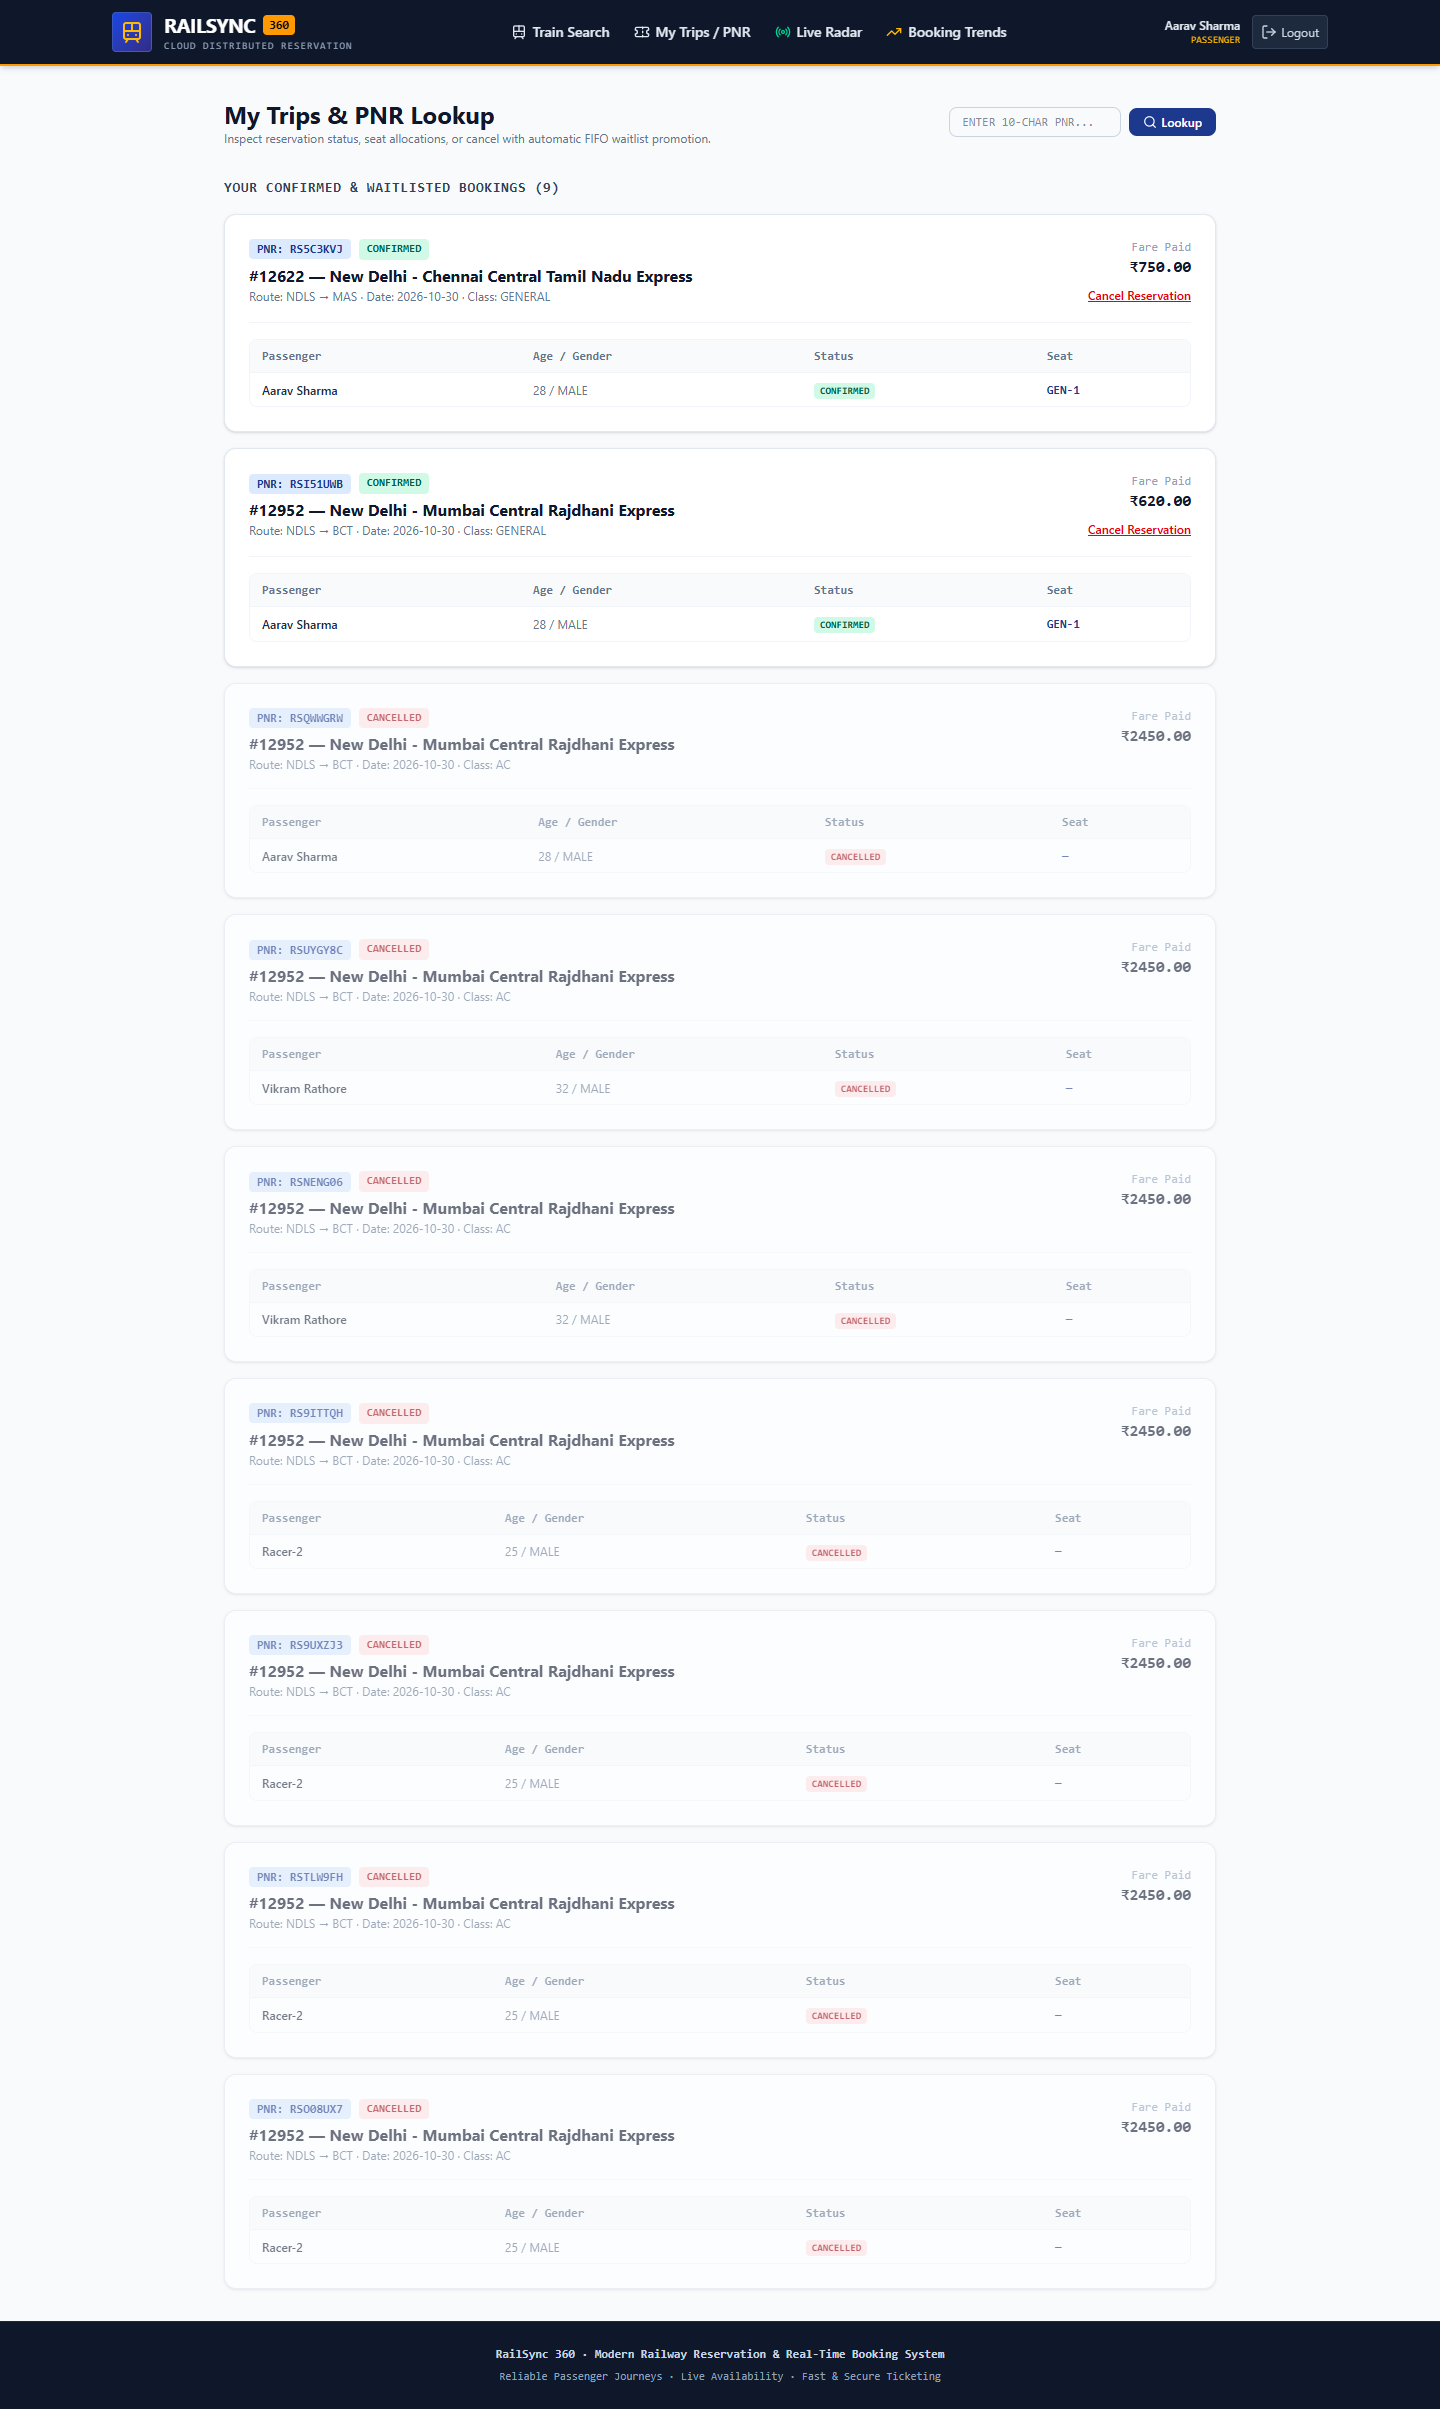 RAILSYNC 360
CLOUD DISTRIBUTED RESERVATION
Train Search
My Trips / PNR
Live Radar
Booking Trends
Aarav Sharma
PASSENGER
Logout
My Trips & PNR Lookup
Inspect reservation status, seat allocations, or cancel with automatic FIFO waitlist promotion.
ENTER 10-CHAR PNR...
Lookup
YOUR CONFIRMED & WAITLISTED BOOKINGS (9)
PNR: RS5C3KVJ CONFIRMED
Fare Paid
#12622 — New Delhi - Chennai Central Tamil Nadu Express
₹750.00
Route: NDLS → MAS · Date: 2026-10-30 · Class: GENERAL
Cancel Reservation
Passenger Age / Gender Status Seat
Aarav Sharma 28 / MALE CONFIRMED GEN-1
PNR: RSI51UWB CONFIRMED
Fare Paid
#12952 — New Delhi - Mumbai Central Rajdhani Express
₹620.00
Route: NDLS → BCT · Date: 2026-10-30 · Class: GENERAL
Cancel Reservation
Passenger Age / Gender Status Seat
Aarav Sharma 28 / MALE CONFIRMED GEN-1
PNR: RSQWWGRW CANCELLED
Fare Paid
#12952 — New Delhi - Mumbai Central Rajdhani Express
₹2450.00
Route: NDLS → BCT · Date: 2026-10-30 · Class: AC
Passenger Age / Gender Status Seat
Aarav Sharma 28 / MALE CANCELLED —
PNR: RSUYGY8C CANCELLED
Fare Paid
#12952 — New Delhi - Mumbai Central Rajdhani Express
₹2450.00
Route: NDLS → BCT · Date: 2026-10-30 · Class: AC
Passenger Age / Gender Status Seat
Vikram Rathore 32 / MALE CANCELLED —
PNR: RSNENG06 CANCELLED
Fare Paid
#12952 — New Delhi - Mumbai Central Rajdhani Express
₹2450.00
Route: NDLS → BCT · Date: 2026-10-30 · Class: AC
Passenger Age / Gender Status Seat
Vikram Rathore 32 / MALE CANCELLED —
PNR: RS9ITTQH CANCELLED
Fare Paid
#12952 — New Delhi - Mumbai Central Rajdhani Express
₹2450.00
Route: NDLS → BCT · Date: 2026-10-30 · Class: AC
Passenger Age / Gender Status Seat
Racer-2 25 / MALE CANCELLED —
PNR: RS9UXZJ3 CANCELLED
Fare Paid
#12952 — New Delhi - Mumbai Central Rajdhani Express
₹2450.00
Route: NDLS → BCT · Date: 2026-10-30 · Class: AC
Passenger Age / Gender Status Seat
Racer-2 25 / MALE CANCELLED —
PNR: RSTLW9FH CANCELLED
Fare Paid
#12952 — New Delhi - Mumbai Central Rajdhani Express
₹2450.00
Route: NDLS → BCT · Date: 2026-10-30 · Class: AC
Passenger Age / Gender Status Seat
Racer-2 25 / MALE CANCELLED —
PNR: RSO08UX7 CANCELLED
Fare Paid
#12952 — New Delhi - Mumbai Central Rajdhani Express
₹2450.00
Route: NDLS → BCT · Date: 2026-10-30 · Class: AC
Passenger Age / Gender Status Seat
Racer-2 25 / MALE CANCELLED —
RailSync 360 · Modern Railway Reservation & Real-Time Booking System
Reliable Passenger Journeys · Live Availability · Fast & Secure Ticketing